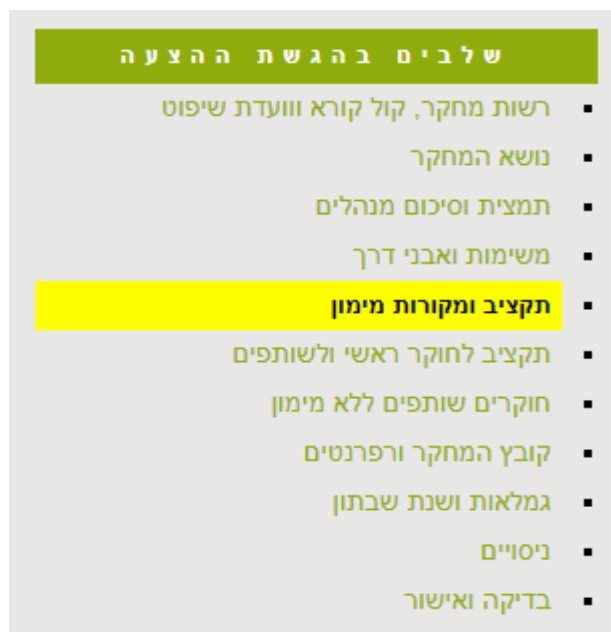 שלבים בהגשת ההצעה
רשות מחקר, קול קורא וועדת שיפוט
נושא המחקר
תמצית וסיכום מנהלים
משימות ואבני דרך
תקציב ומקורות מימון
תקציב לחוקר ראשי ולשותפים
חוקרים שותפים ללא מימון
קובץ המחקר ורפרנטים
גמלאות ושנת שבתון
ניסויים
בדיקה ואישור